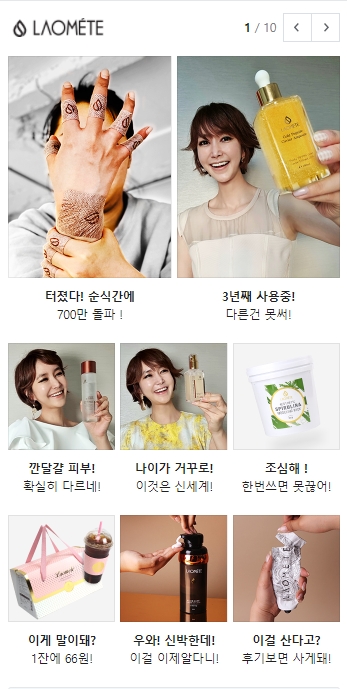 LAOMÉTE
1 / 10
LAOMÉTE
터졌다! 순식간에
700만 돌파 !
3년째 사용중!
다른건 못써!
깐달걀 피부!
확실히 다르네!
나이가 거꾸로!
이것은 신세계!
SPIRULINA
조심해 !
한번쓰면 못끊어!
Laométe
LAOMÉTE
LAOMÉTE
이게 말이돼?
1잔에 66원!
우와! 신박한데!
이걸 이제알다니!
이걸 산다고?
후기보면 사게돼!